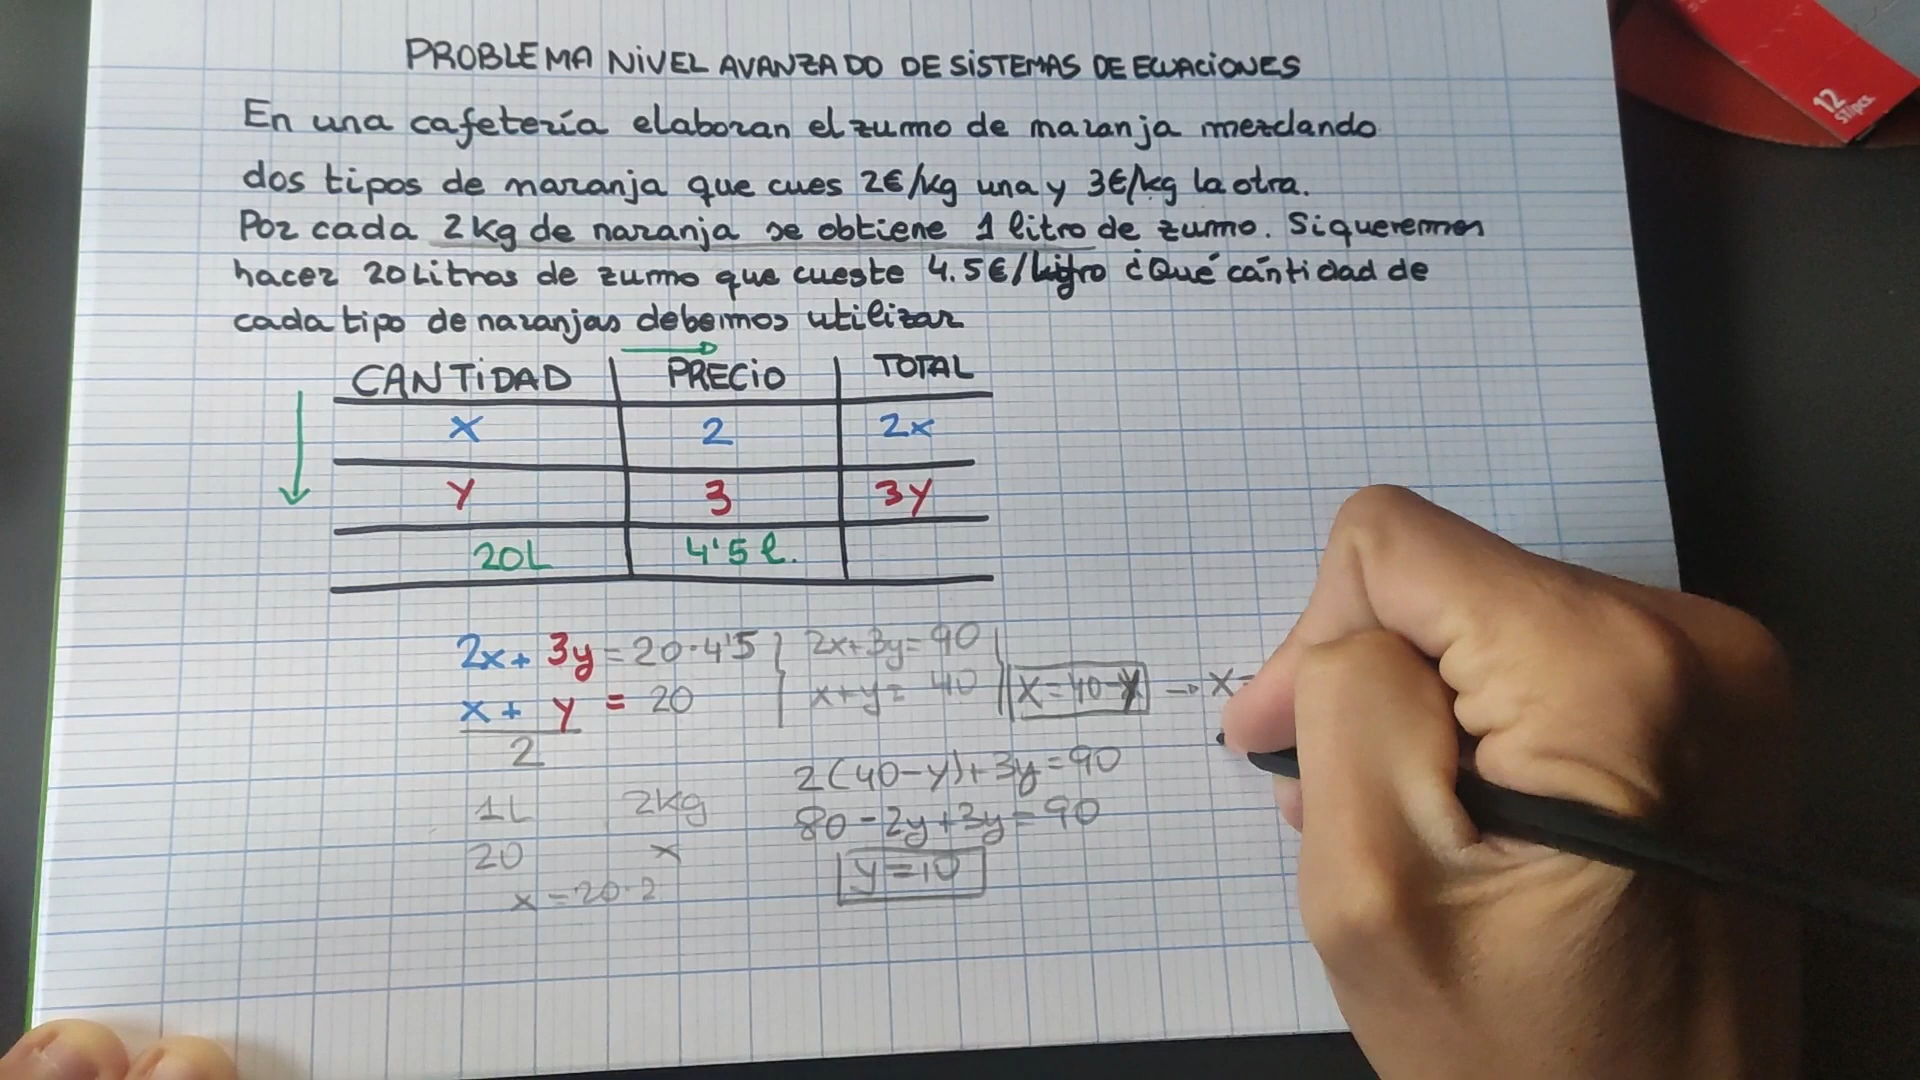 PROBLEMA NIVEL AVANZADO DE SISTEMAS DE ECUACIONES
En una cafetería elaboran el zumo de naranja mezclando
dos tipos de naranja que cues 2€/kg una y 3€/kg la otra.
Por cada 2kg de naranja se obtiene 1 litro de zumo. Si queremos
hacer 20 Litros de zumo que cueste 4.5€/ ¿Qué cantidad de
cada tipo de naranjas debemos utilizar
CANTIDAD PRECIO TOTAL
x 2 2x
y 3 3y
20L 4'5 l.
2x + 3y = 20·4'5 2x+3y=90
x + y = 20 x+y=40 x=40-y → x=
2
2(40-y)+3y=90
1L 2kg 80-2y+3y=90
20 x y=10
x=20·2
12